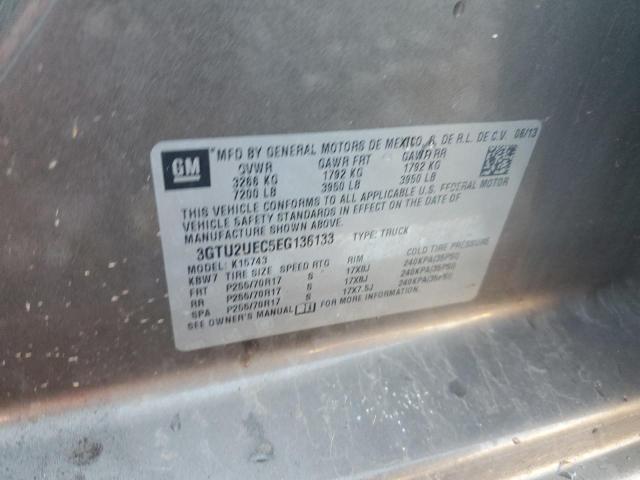 GM
MFD BY GENERAL MOTORS DE MEXICO, S. DE R.L. DE C.V. 06/13
GVWR GAWR FRT GAWR RR
3266 KG 1792 KG 1792 KG
7200 LB 3950 LB 3950 LB
THIS VEHICLE CONFORMS TO ALL APPLICABLE U.S. FEDERAL MOTOR
VEHICLE SAFETY STANDARDS IN EFFECT ON THE DATE OF
MANUFACTURE SHOWN ABOVE.
3GTU2UEC5EG136133 TYPE: TRUCK
MODEL: K15743
KBW7 TIRE SIZE SPEED RTG RIM COLD TIRE PRESSURE
FRT P255/70R17 S 17X8J 240KPA(35PSI)
RR P255/70R17 S 17X8J 240KPA(35PSI)
SPA P255/70R17 S 17X7.5J 240KPA(35PSI)
SEE OWNER'S MANUAL FOR MORE INFORMATION.